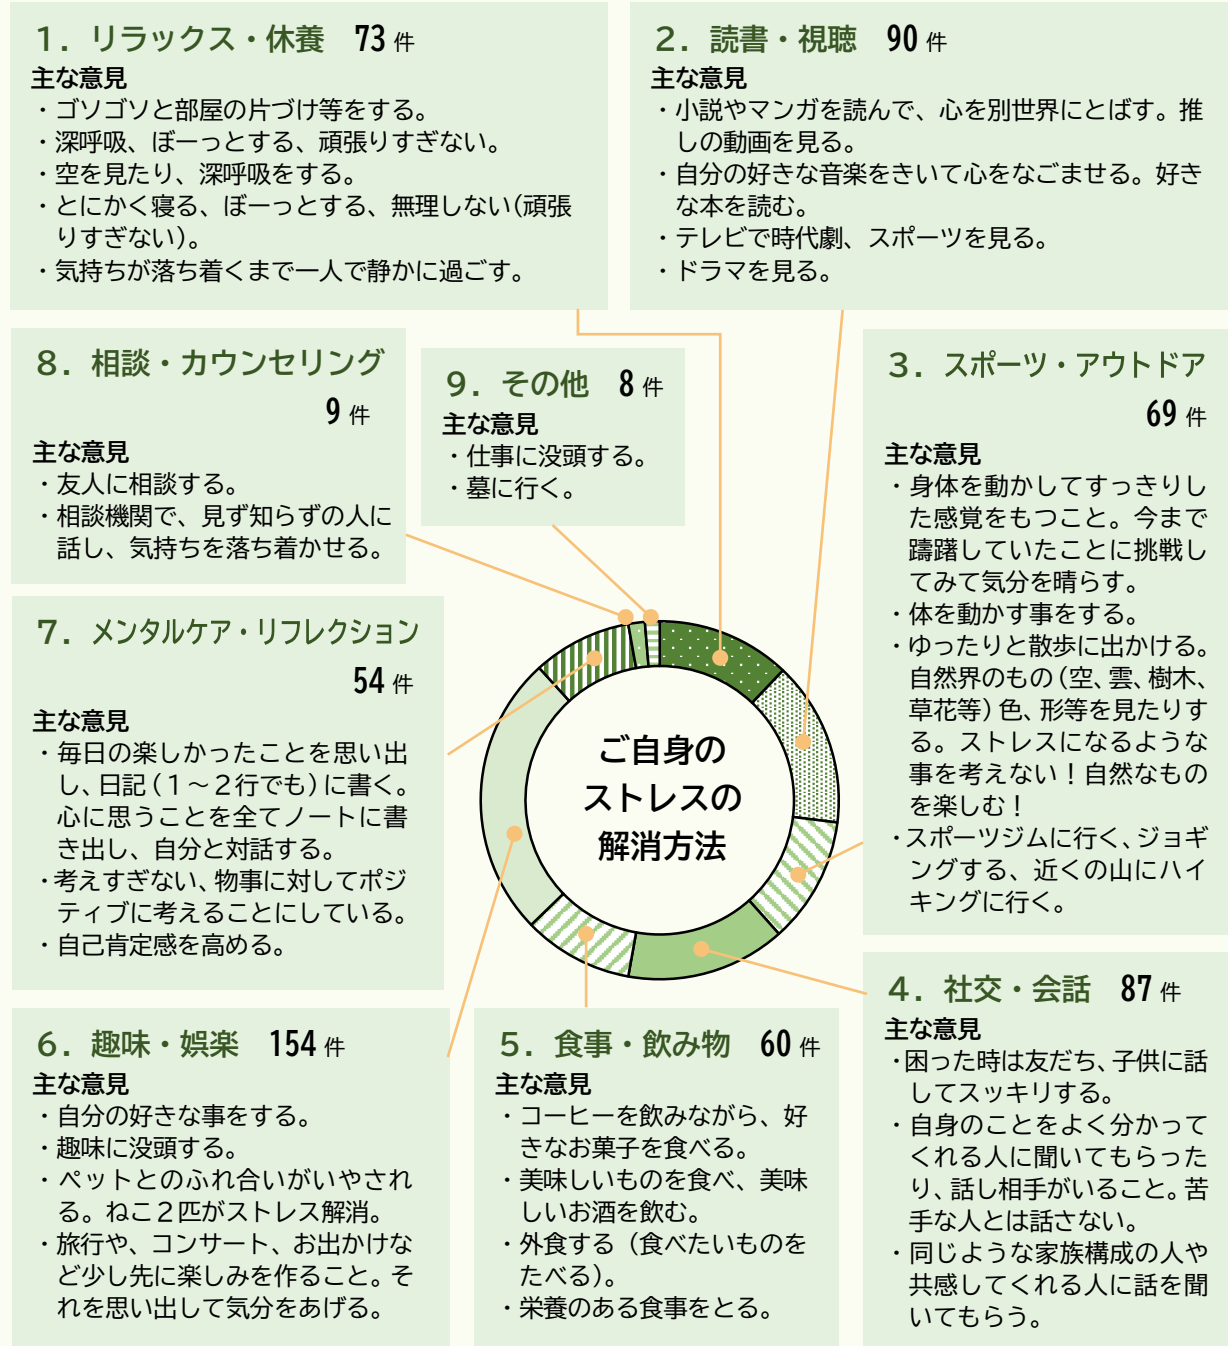 1. リラックス・休養 73 件
主な意見
・ゴソゴソと部屋の片づけ等をする。
・深呼吸、ぼーっとする、頑張りすぎない。
・空を見たり、深呼吸をする。
・とにかく寝る、ぼーっとする、無理しない(頑張
りすぎない)。
・気持ちが落ち着くまで一人で静かに過ごす。
2. 読書・視聴 90 件
主な意見
・小説やマンガを読んで、心を別世界にとばす。推
しの動画を見る。
・自分の好きな音楽をきいて心をなごませる。好き
な本を読む。
・テレビで時代劇、スポーツを見る。
・ドラマを見る。
8. 相談・カウンセリング
9 件
主な意見
・友人に相談する。
・相談機関で、見ず知らずの人に
話し、気持ちを落ち着かせる。
9. その他 8 件
主な意見
・仕事に没頭する。
・墓に行く。
3. スポーツ・アウトドア
69 件
主な意見
・身体を動かしてすっきりし
た感覚をもつこと。今まで
躊躇していたことに挑戦し
てみて気分を晴らす。
・体を動かす事をする。
・ゆったりと散歩に出かける。
自然界のもの(空、雲、樹木、
草花等)色、形等を見たりす
る。ストレスになるような
事を考えない!自然なもの
を楽しむ!
・スポーツジムに行く、ジョギ
ングする、近くの山にハイ
キングに行く。
7. メンタルケア・リフレクション
54 件
主な意見
・毎日の楽しかったことを思い出
し、日記(1～2行でも)に書く。
心に思うことを全てノートに書
き出し、自分と対話する。
・考えすぎない、物事に対してポジ
ティブに考えることにしている。
・自己肯定感を高める。
ご自身の
ストレスの
解消方法
6. 趣味・娯楽 154 件
主な意見
・自分の好きな事をする。
・趣味に没頭する。
・ペットとのふれ合いがいやされ
る。ねこ2匹がストレス解消。
・旅行や、コンサート、お出かけな
ど少し先に楽しみを作ること。そ
れを思い出して気分をあげる。
5. 食事・飲み物 60 件
主な意見
・コーヒーを飲みながら、好
きなお菓子を食べる。
・美味しいものを食べ、美味
しいお酒を飲む。
・外食する(食べたいものを
たべる)。
・栄養のある食事をとる。
4. 社交・会話 87 件
主な意見
・困った時は友だち、子供に話
してスッキリする。
・自身のことをよく分かって
くれる人に聞いてもらった
り、話し相手がいること。苦
手な人とは話さない。
・同じような家族構成の人や
共感してくれる人に話を聞
いてもらう。